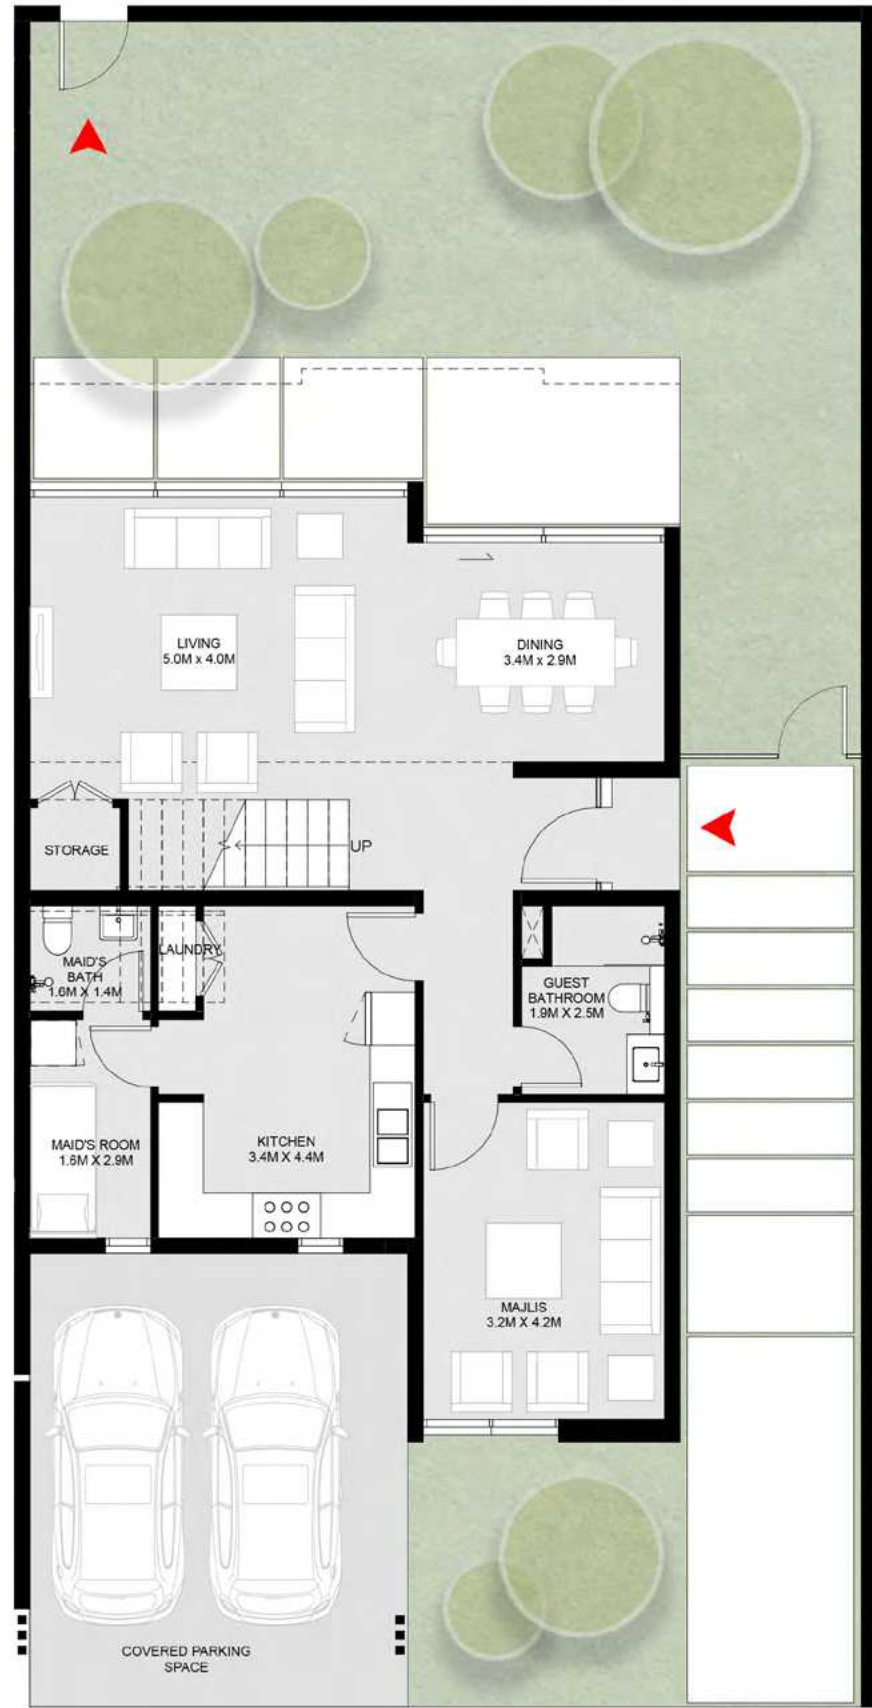 LIVING
5.0M x 4.0M
DINING
3.4M x 2.9M
STORAGE
UP
MAID'S
BATH
1.6M X 1.4M
LAUNDRY
GUEST
BATHROOM
1.9M X 2.5M
MAID'S ROOM
1.6M X 2.9M
KITCHEN
3.4M X 4.4M
MAJLIS
3.2M X 4.2M
COVERED PARKING
SPACE